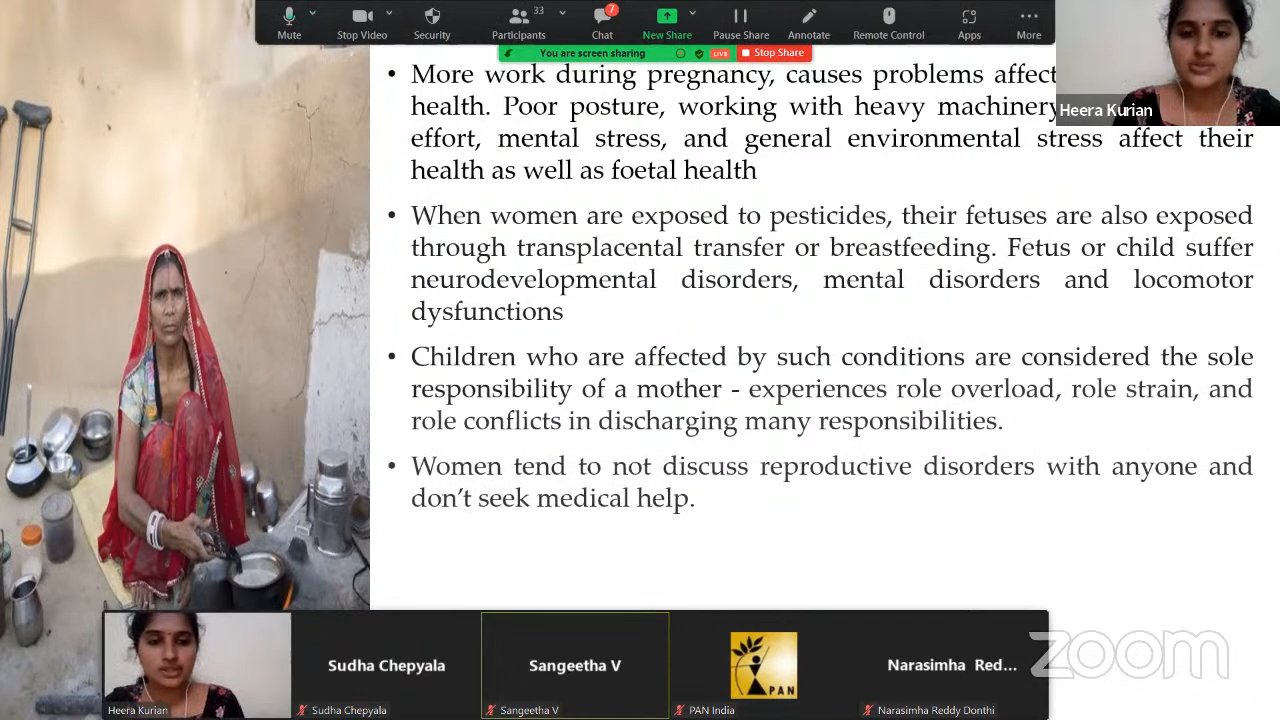 33
7
Mute
Stop Video
Security
Participants
Chat
New Share
Pause Share
Annotate
Remote Control
Apps
More
You are screen sharing
LIVE
Stop Share
Heera Kurian
• More work during pregnancy, causes problems affect
health. Poor posture, working with heavy machinery
effort, mental stress, and general environmental stress affect their
health as well as foetal health
• When women are exposed to pesticides, their fetuses are also exposed
through transplacental transfer or breastfeeding. Fetus or child suffer
neurodevelopmental disorders, mental disorders and locomotor
dysfunctions
• Children who are affected by such conditions are considered the sole
responsibility of a mother - experiences role overload, role strain, and
role conflicts in discharging many responsibilities.
• Women tend to not discuss reproductive disorders with anyone and
don't seek medical help.
Heera Kurian
Sudha Chepyala
Sudha Chepyala
Sangeetha V
Sangeetha V
PAN
PAN India
Narasimha Red...
Narasimha Reddy Donthi
zoom